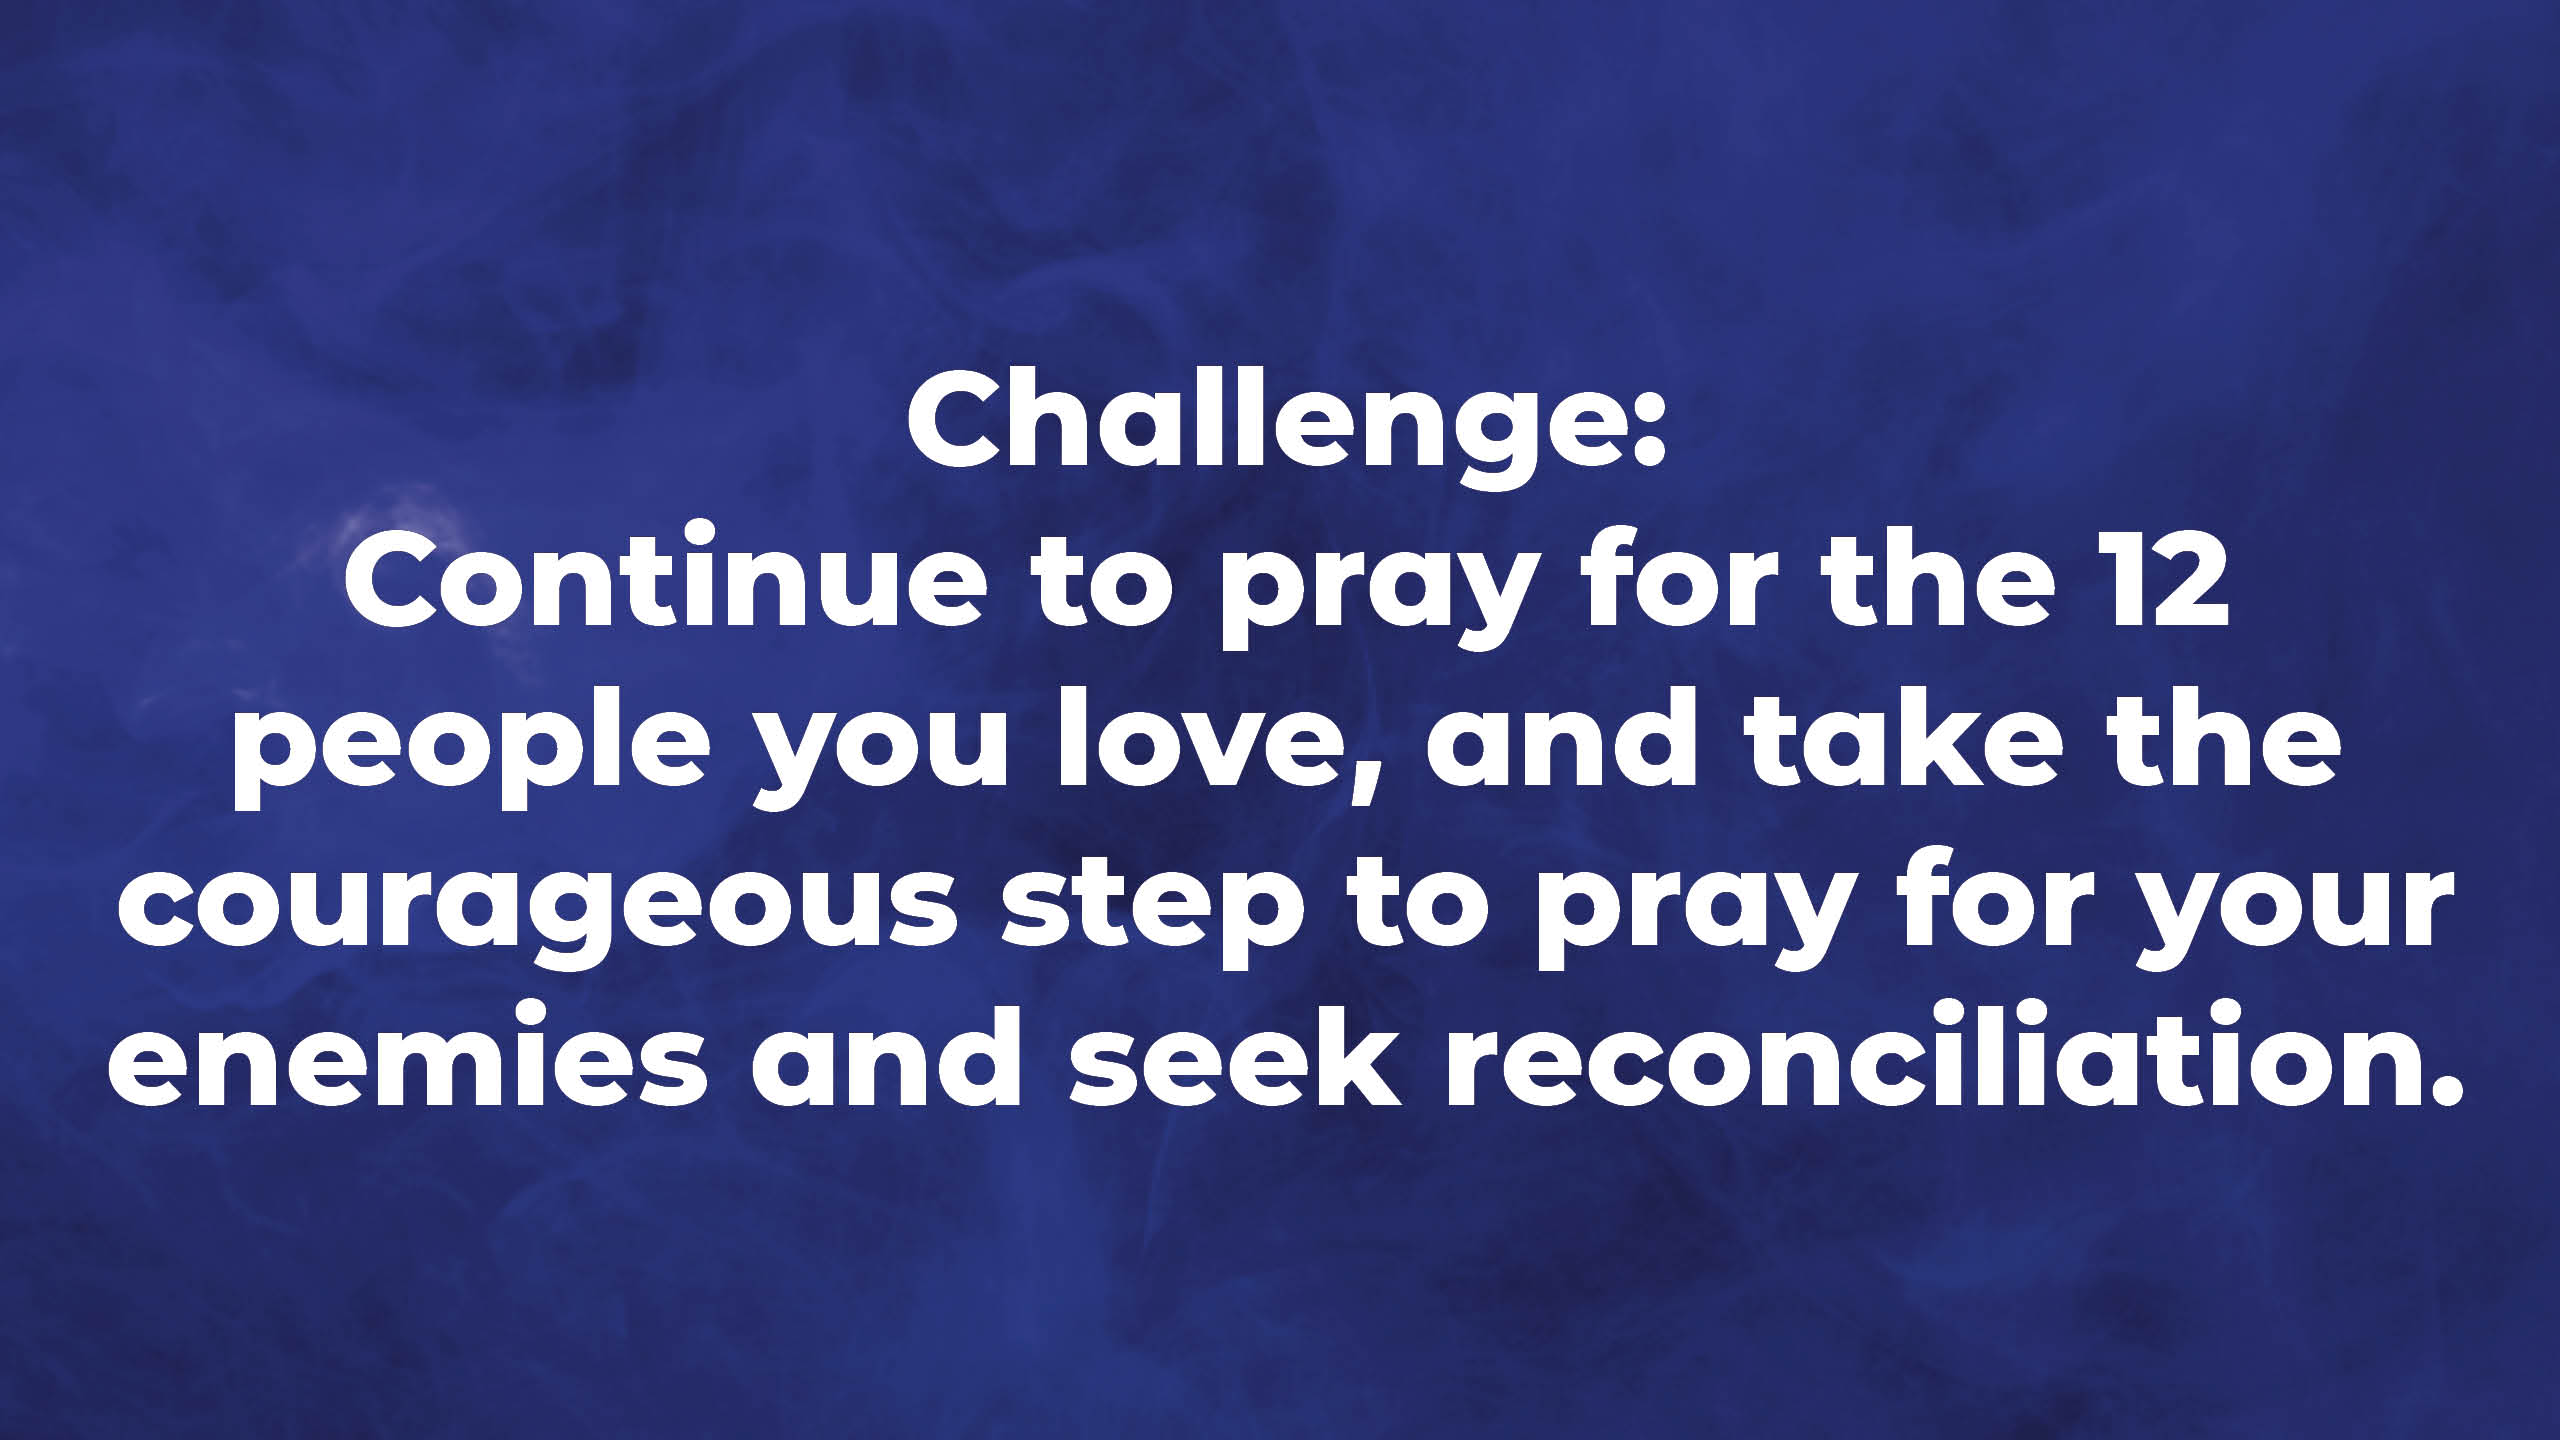 Challenge:
Continue to pray for the 12
people you love, and take the
courageous step to pray for your
enemies and seek reconciliation.